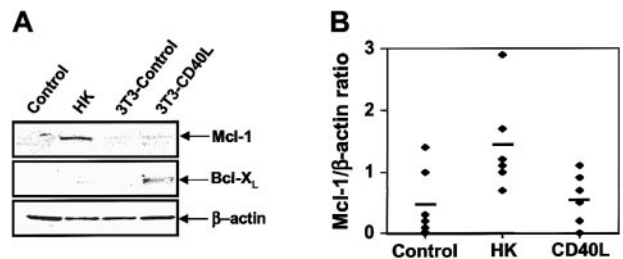 A
Control
HK
3T3-Control
3T3-CD40L
Mcl-1
Bcl-XL
β-actin
B
Mcl-1/β-actin ratio
3
2
1
0
Control HK CD40L